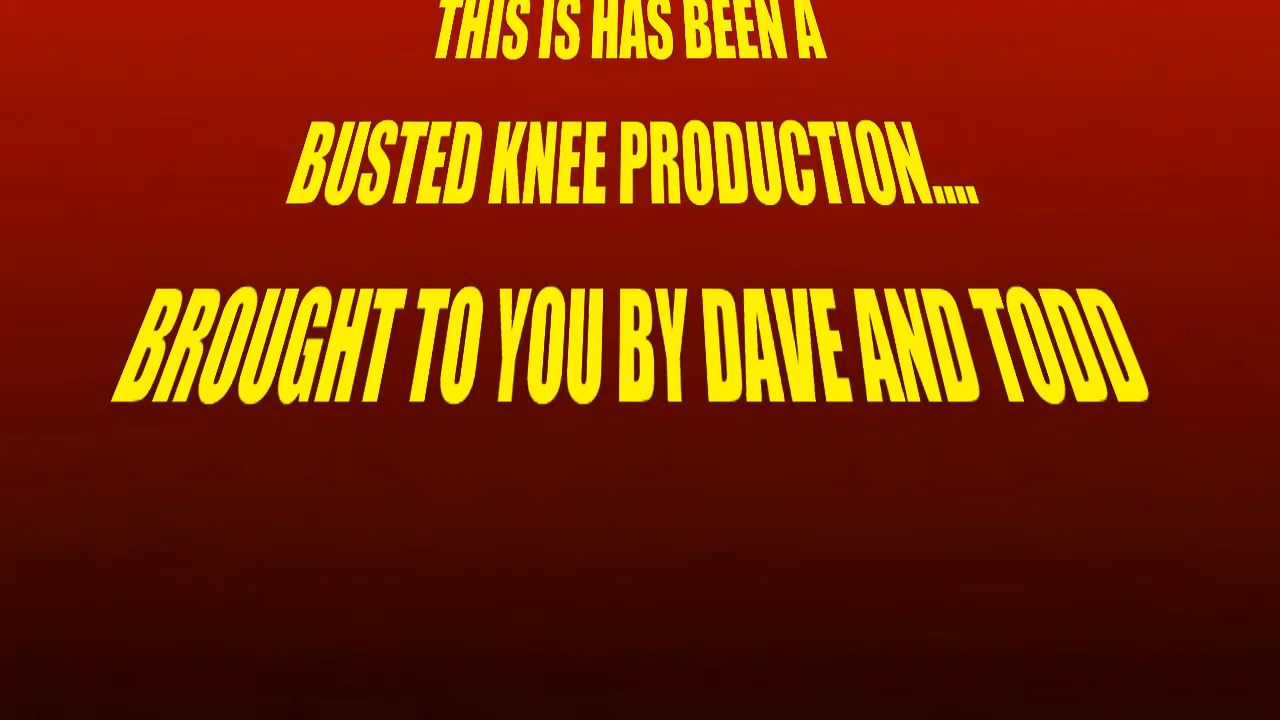 THIS IS HAS BEEN A
BUSTED KNEE PRODUCTION....
BROUGHT TO YOU BY DAVE AND TODD